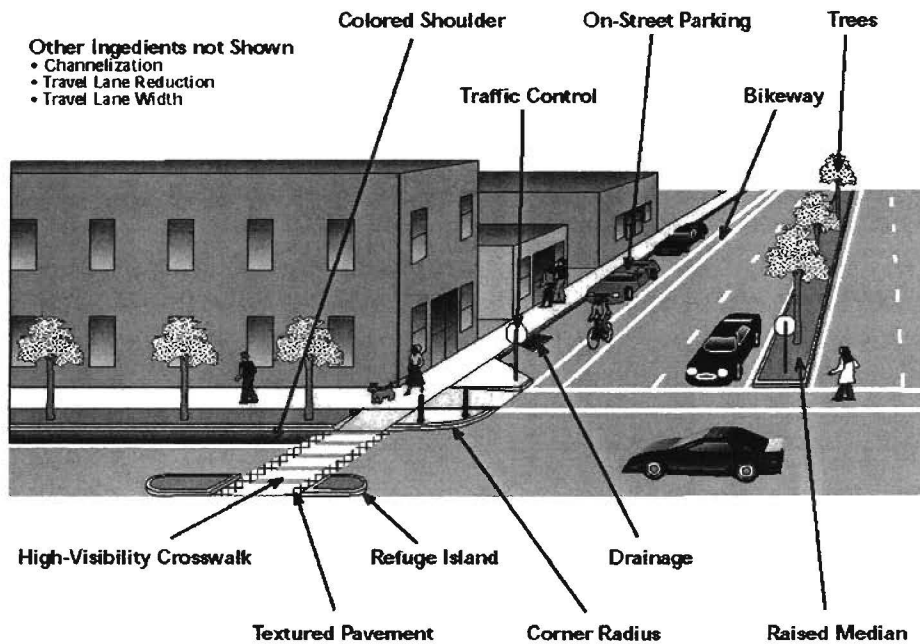 Colored Shoulder
On-Street Parking
Trees
Other Ingedients not Shown
• Channelization
• Travel Lane Reduction
• Travel Lane Width
Traffic Control
Bikeway
High-Visibility Crosswalk
Refuge Island
Drainage
Textured Pavement
Corner Radius
Raised Median